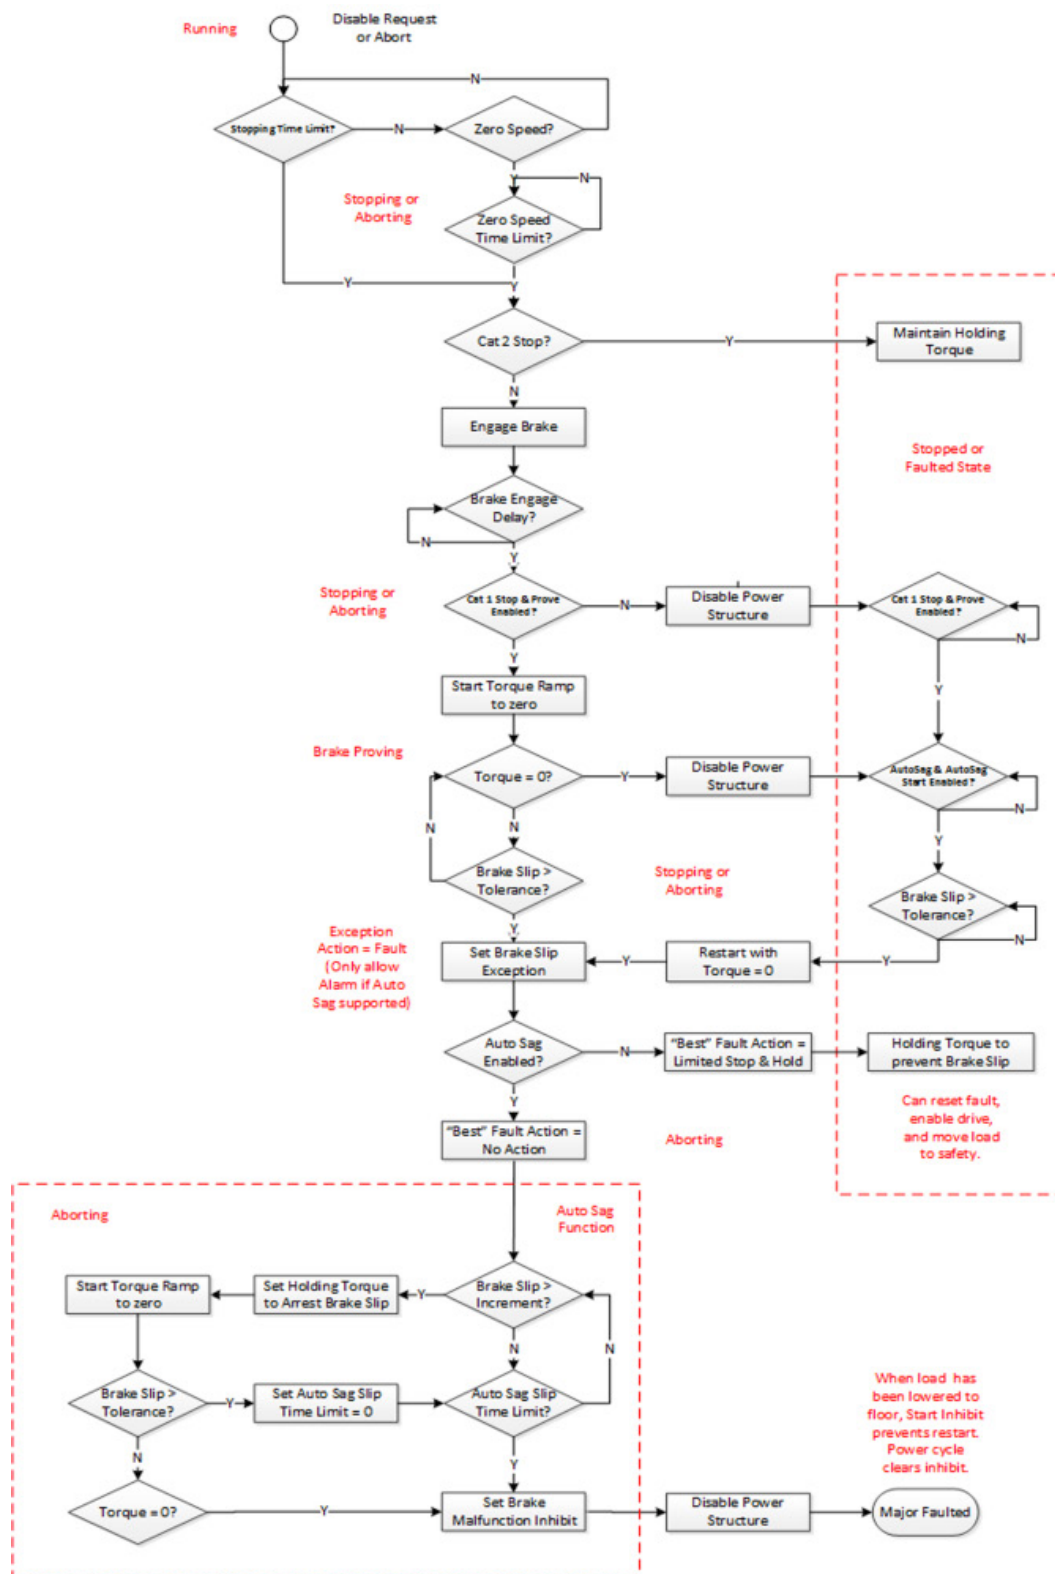 Running
Disable Request
or Abort
N
Stopping Time Limit?
N
Zero Speed?
Y
N
Stopping or
Aborting
Zero Speed
Time Limit?
Y
Y
Cat 2 Stop?
Y
Maintain Holding
Torque
N
Engage Brake
Stopped or
Faulted State
Brake Engage
Delay?
N
Y
Stopping or
Aborting
Cat 1 Stop & Prove
Enabled?
N
Disable Power
Structure
Cat 1 Stop & Prove
Enabled?
N
Y
Start Torque Ramp
to zero
Y
Brake Proving
Torque = 0?
Y
Disable Power
Structure
AutoSag & AutoSag
Start Enabled?
N
N
N
Y
Brake Slip >
Tolerance?
Stopping or
Aborting
Brake Slip >
Tolerance?
N
Y
Exception
Action = Fault
(Only allow
Alarm if Auto
Sag supported)
Set Brake Slip
Exception
Y
Restart with
Torque = 0
Y
Auto Sag
Enabled?
N
"Best" Fault Action =
Limited Stop & Hold
Holding Torque to
prevent Brake Slip
Y
Can reset fault,
enable drive,
and move load
to safety.
"Best" Fault Action =
No Action
Aborting
Aborting
Auto Sag
Function
Start Torque Ramp
to zero
Set Holding Torque
to Arrest Brake Slip
Y
Brake Slip >
Increment?
N
N
Brake Slip >
Tolerance?
Y
Set Auto Sag Slip
Time Limit = 0
Auto Sag Slip
Time Limit?
When load has
been lowered to
floor, Start Inhibit
prevents restart.
Power cycle
clears inhibit.
N
Y
Torque = 0?
Y
Set Brake
Malfunction Inhibit
Disable Power
Structure
Major Faulted